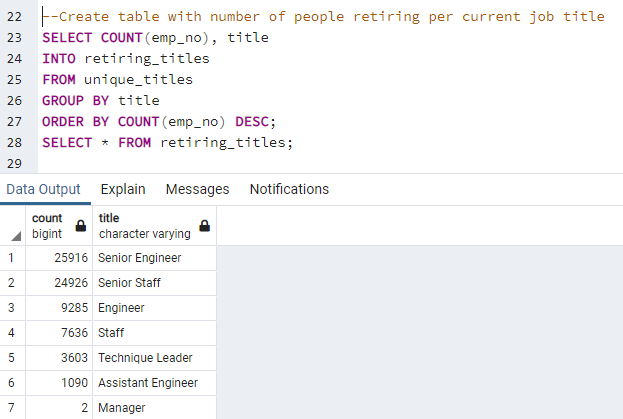 22 --Create table with number of people retiring per current job title
23 SELECT COUNT(emp_no), title
24 INTO retiring_titles
25 FROM unique_titles
26 GROUP BY title
27 ORDER BY COUNT(emp_no) DESC;
28 SELECT * FROM retiring_titles;
29
Data Output Explain Messages Notifications
count title
bigint character varying
1 25916 Senior Engineer
2 24926 Senior Staff
3 9285 Engineer
4 7636 Staff
5 3603 Technique Leader
6 1090 Assistant Engineer
7 2 Manager